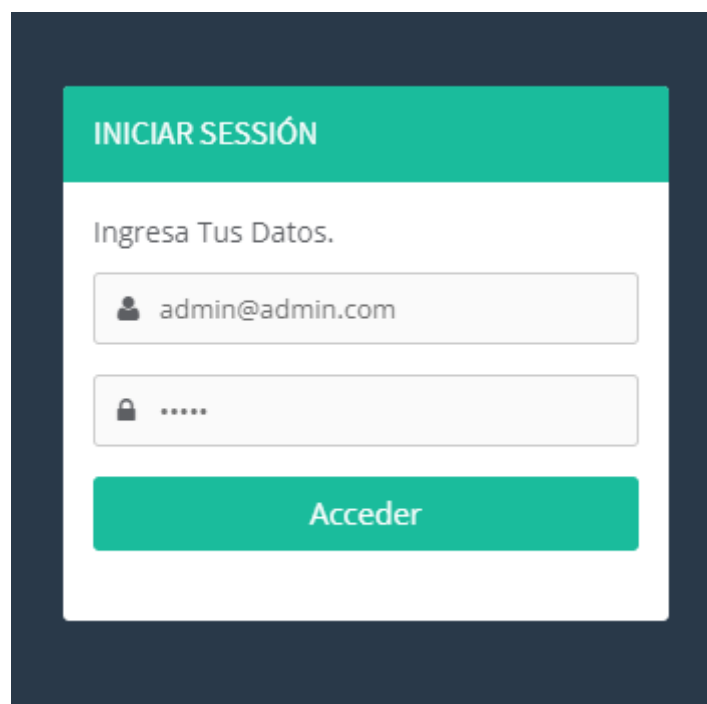 INICIAR SESSIÓN
Ingresa Tus Datos.
admin@admin.com
•••••
Acceder